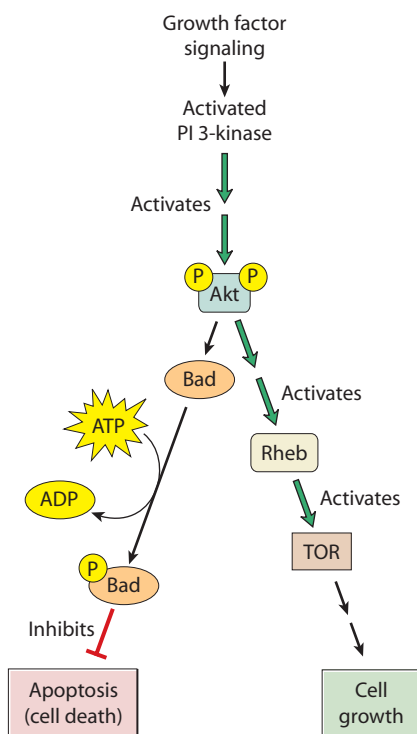 Growth factor
signaling
Activated
PI 3-kinase
Activates
P
P
Akt
Bad
Activates
ATP
Rheb
ADP
Activates
TOR
P
Bad
Inhibits
Apoptosis
(cell death)
Cell
growth